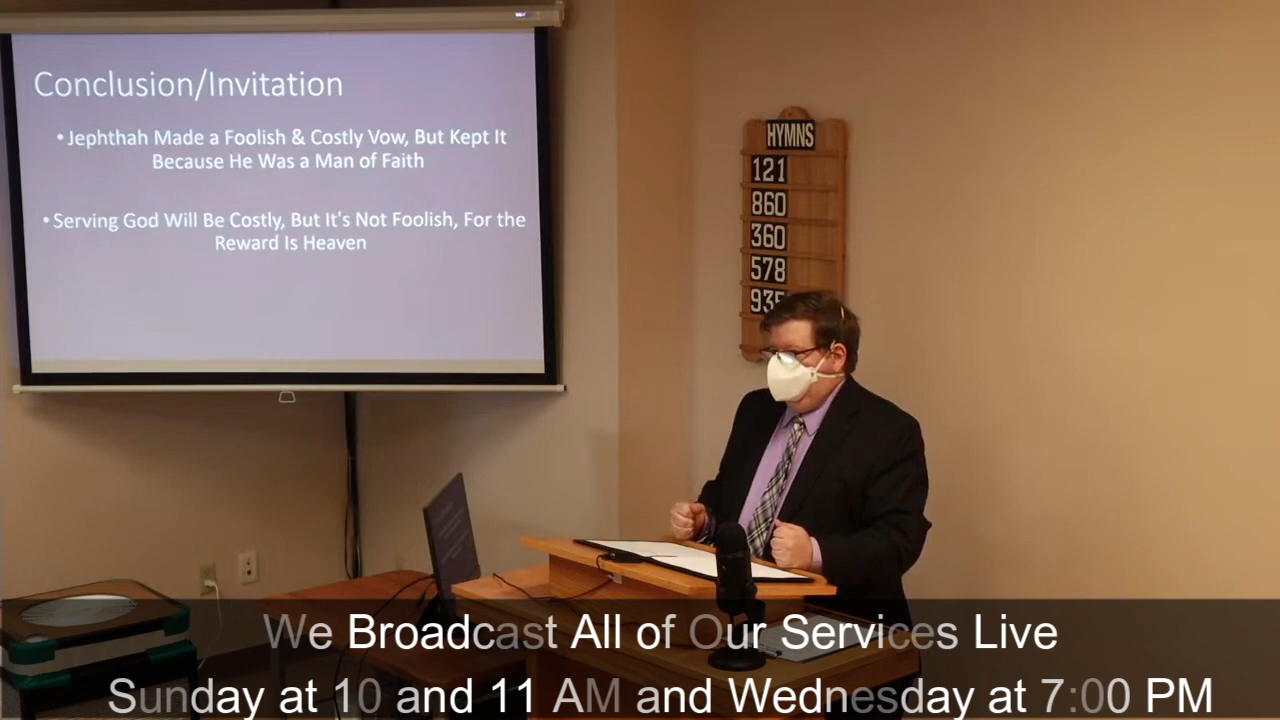 Conclusion/Invitation
• Jephthah Made a Foolish & Costly Vow, But Kept It
Because He Was a Man of Faith
• Serving God Will Be Costly, But It's Not Foolish, For the
Reward Is Heaven
HYMNS
121
860
360
578
935
We Broadcast All of Our Services Live
Sunday at 10 and 11 AM and Wednesday at 7:00 PM